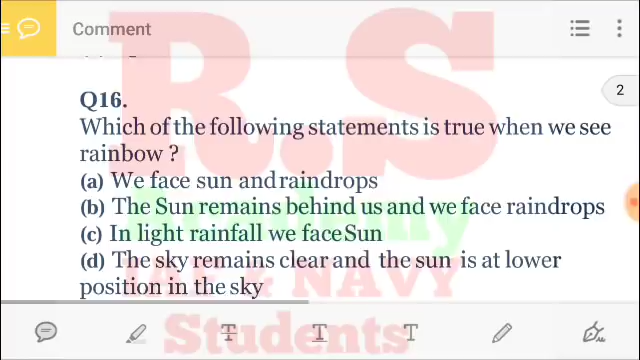 Comment
2
R.S
Academy
IAF & NAVY
Students
Q16.
Which of the following statements is true when we see
rainbow ?
(a) We face sun and raindrops
(b) The Sun remains behind us and we face raindrops
(c) In light rainfall we face Sun
(d) The sky remains clear and the sun is at lower
position in the sky
T
T
T